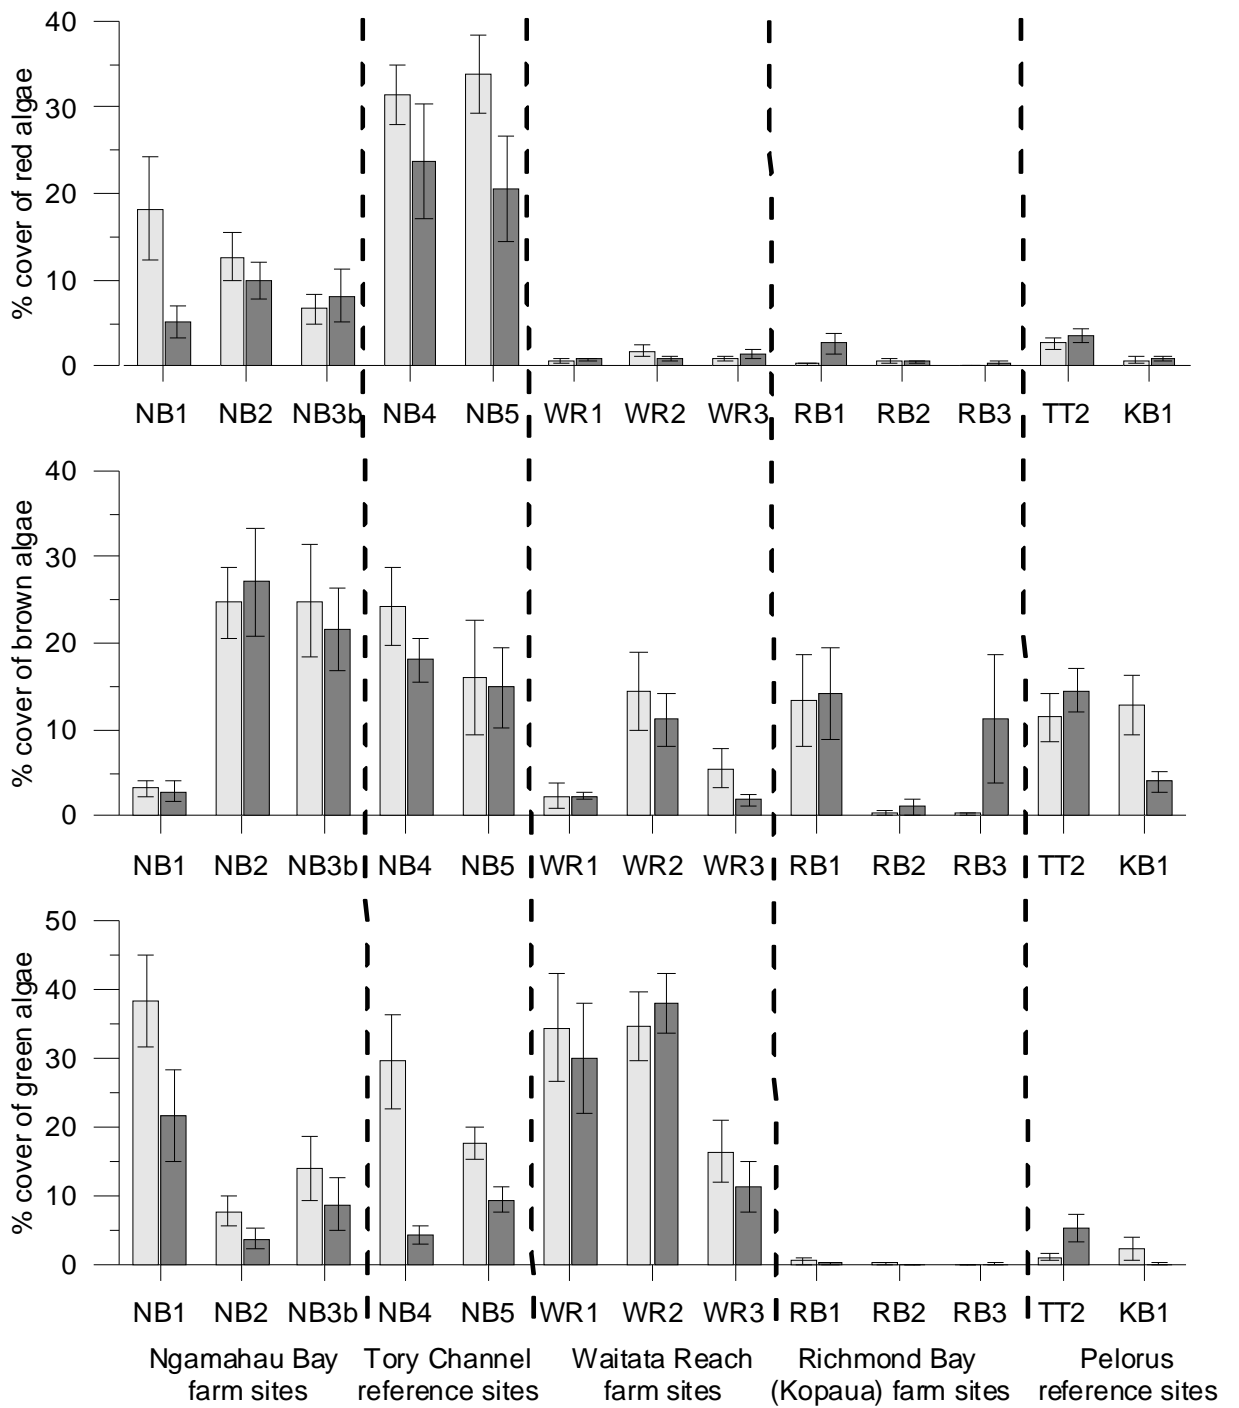 % cover of red algae
40
30
20
10
0
NB1 NB2 NB3b NB4 NB5 WR1 WR2 WR3 RB1 RB2 RB3 TT2 KB1
% cover of brown algae
40
30
20
10
0
NB1 NB2 NB3b NB4 NB5 WR1 WR2 WR3 RB1 RB2 RB3 TT2 KB1
% cover of green algae
50
40
30
20
10
0
NB1 NB2 NB3b NB4 NB5 WR1 WR2 WR3 RB1 RB2 RB3 TT2 KB1
Ngamahau Bay
farm sites
Tory Channel
reference sites
Waitata Reach
farm sites
Richmond Bay
(Kopaua) farm sites
Pelorus
reference sites